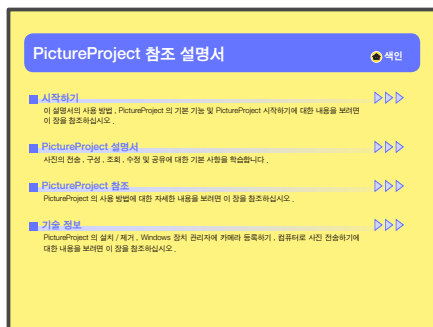 PictureProject 참조 설명서
색인
시작하기
이 설명서의 사용 방법 , PictureProject 의 기본 기능 및 PictureProject 시작하기에 대한 내용을 보려면
이 장을 참조하십시오 .
PictureProject 설명서
사진의 전송 , 구성 , 조회 , 수정 및 공유에 대한 기본 사항을 학습합니다 .
PictureProject 참조
PictureProject 의 사용 방법에 대한 자세한 내용을 보려면 이 장을 참조하십시오 .
기술 정보
PictureProject 의 설치 / 제거 , Windows 장치 관리자에 카메라 등록하기 , 컴퓨터로 사진 전송하기에
대한 내용을 보려면 이 장을 참조하십시오 .